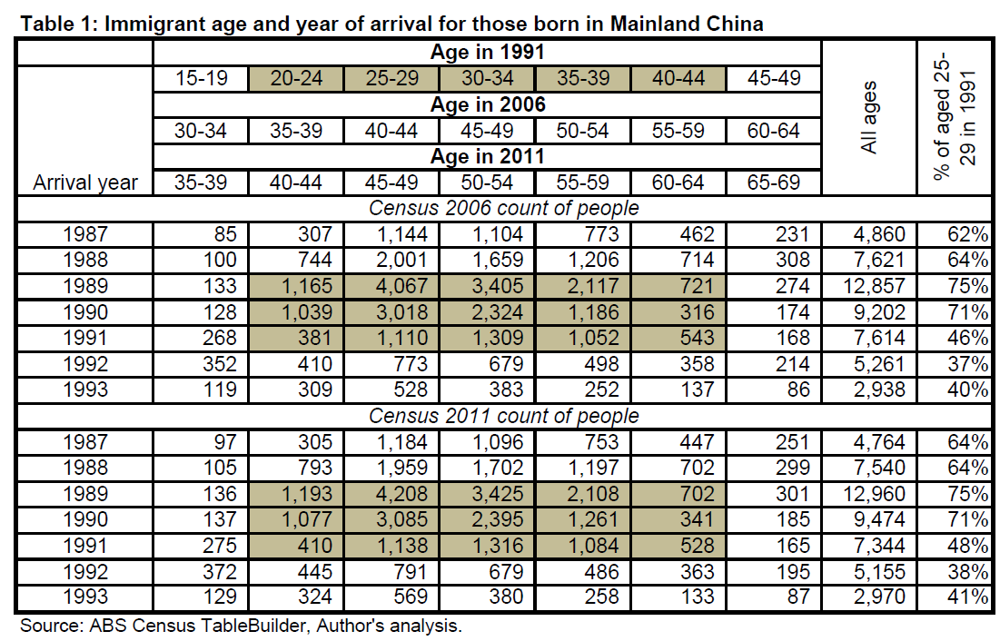 Table 1: Immigrant age and year of arrival for those born in Mainland China
Age in 1991
15-19 20-24 25-29 30-34 35-39 40-44 45-49
Age in 2006
30-34 35-39 40-44 45-49 50-54 55-59 60-64
Age in 2011
Arrival year 35-39 40-44 45-49 50-54 55-59 60-64 65-69
All ages
% of aged 25-
29 in 1991
Census 2006 count of people
1987 85 307 1,144 1,104 773 462 231 4,860 62%
1988 100 744 2,001 1,659 1,206 714 308 7,621 64%
1989 133 1,165 4,067 3,405 2,117 721 274 12,857 75%
1990 128 1,039 3,018 2,324 1,186 316 174 9,202 71%
1991 268 381 1,110 1,309 1,052 543 168 7,614 46%
1992 352 410 773 679 498 358 214 5,261 37%
1993 119 309 528 383 252 137 86 2,938 40%
Census 2011 count of people
1987 97 305 1,184 1,096 753 447 251 4,764 64%
1988 105 793 1,959 1,702 1,197 702 299 7,540 64%
1989 136 1,193 4,208 3,425 2,108 702 301 12,960 75%
1990 137 1,077 3,085 2,395 1,261 341 185 9,474 71%
1991 275 410 1,138 1,316 1,084 528 165 7,344 48%
1992 372 445 791 679 486 363 195 5,155 38%
1993 129 324 569 380 258 133 87 2,970 41%
Source: ABS Census TableBuilder, Author's analysis.